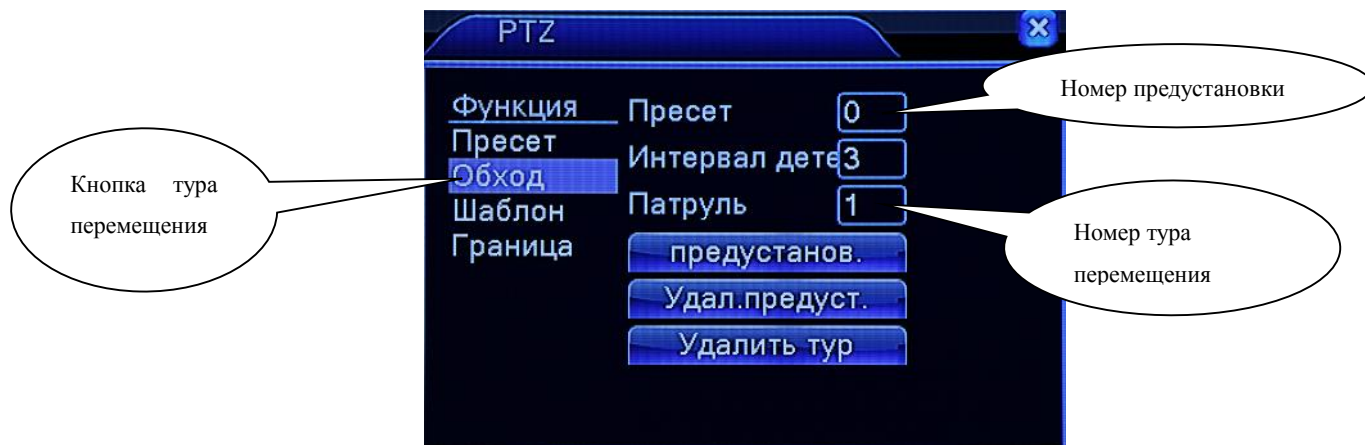 PTZ
Номер предустановки
Функция
Пресет 0
Пресет
Интервал дете 3
Обход
Кнопка тура
перемещения
Патруль 1
Шаблон
Номер тура
перемещения
Граница
предустанов.
Удал.предуст.
Удалить тур